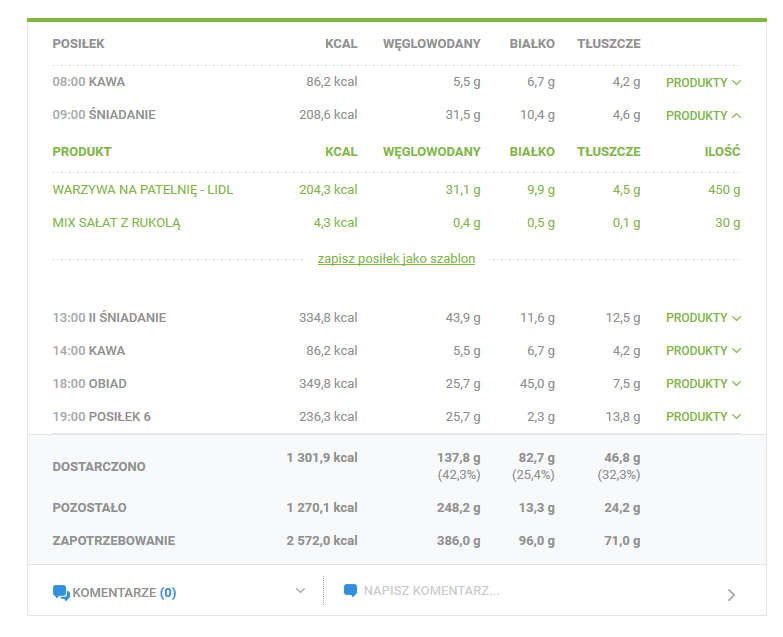 POSIŁEK KCAL WĘGLOWODANY BIAŁKO TŁUSZCZE
08:00 KAWA 86,2 kcal 5,5 g 6,7 g 4,2 g PRODUKTY
09:00 ŚNIADANIE 208,6 kcal 31,5 g 10,4 g 4,6 g PRODUKTY
PRODUKT KCAL WĘGLOWODANY BIAŁKO TŁUSZCZE ILOŚĆ
WARZYWA NA PATELNIĘ - LIDL 204,3 kcal 31,1 g 9,9 g 4,5 g 450 g
MIX SAŁAT Z RUKOLĄ 4,3 kcal 0,4 g 0,5 g 0,1 g 30 g
zapisz posiłek jako szablon
13:00 II ŚNIADANIE 334,8 kcal 43,9 g 11,6 g 12,5 g PRODUKTY
14:00 KAWA 86,2 kcal 5,5 g 6,7 g 4,2 g PRODUKTY
18:00 OBIAD 349,8 kcal 25,7 g 45,0 g 7,5 g PRODUKTY
19:00 POSIŁEK 6 236,3 kcal 25,7 g 2,3 g 13,8 g PRODUKTY
DOSTARCZONO 1 301,9 kcal 137,8 g 82,7 g 46,8 g
(42,3%) (25,4%) (32,3%)
POZOSTAŁO 1 270,1 kcal 248,2 g 13,3 g 24,2 g
ZAPOTRZEBOWANIE 2 572,0 kcal 386,0 g 96,0 g 71,0 g
KOMENTARZE (0) NAPISZ KOMENTARZ...